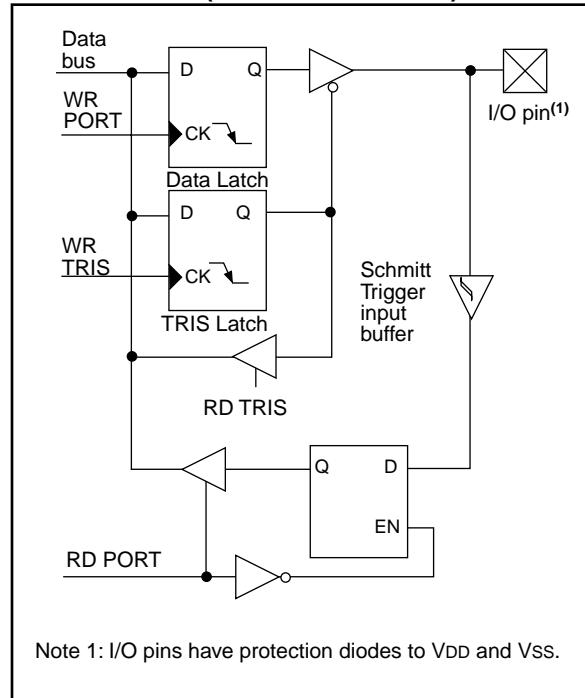 Data
bus
D
Q
WR
PORT
CK
I/O pin(1)
Data Latch
D
Q
WR
TRIS
CK
Schmitt
Trigger
input
buffer
TRIS Latch
RD TRIS
Q
D
EN
RD PORT
Note 1: I/O pins have protection diodes to VDD and VSS.